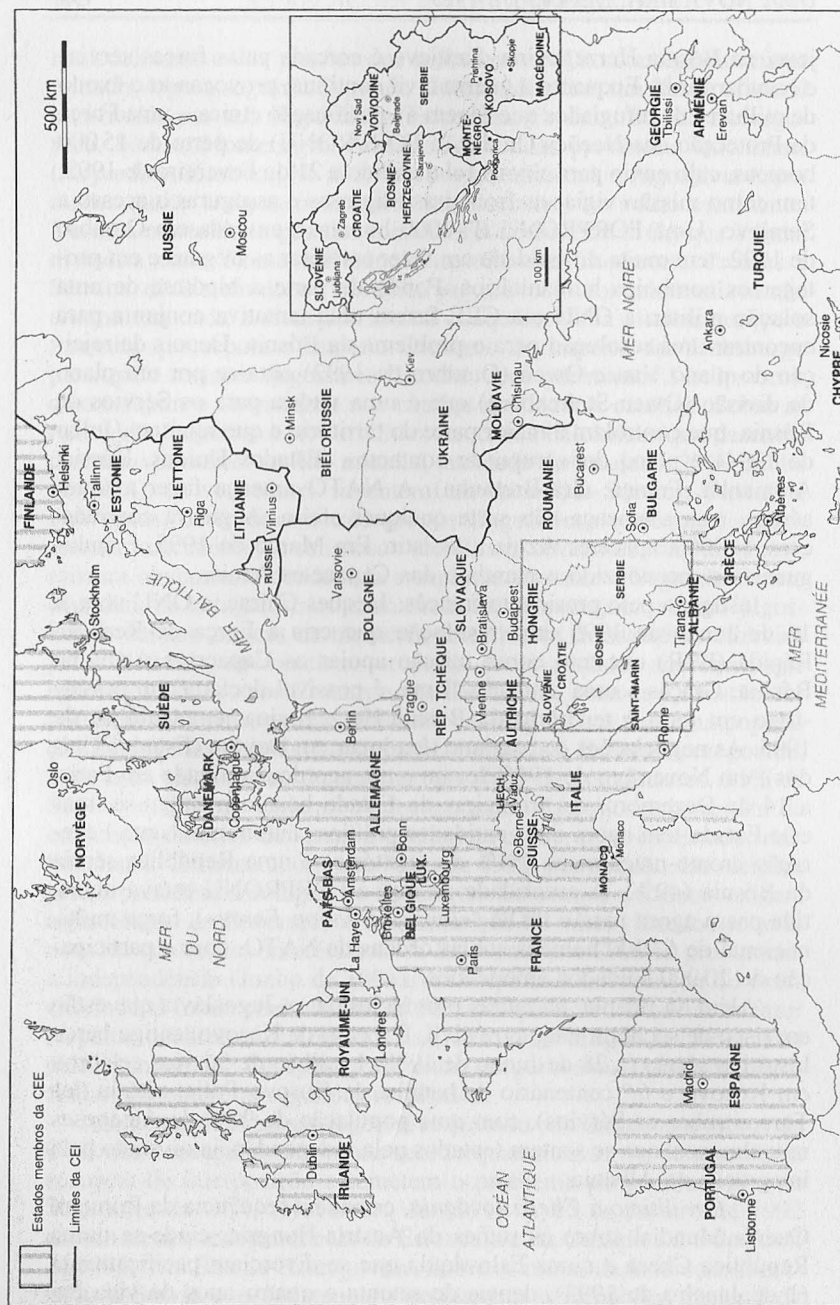 Estados membros da CEE
Limites da CEI
500 km
MER
DU
NORD
OCÉAN
ATLANTIQUE
MER BALTIQUE
MER NOIRE
MER
MÉDITERRANÉE
IRLANDE
Dublin
ROYAUME-UNI
Londres
NORVÈGE
Oslo
SUÈDE
Stockholm
FINLANDE
Helsinki
DANEMARK
Copenhague
ESTONIE
Tallinn
LETTONIE
Riga
LITUANIE
Vilnius
RUSSIE
RUSSIE
Moscou
BIÉLORUSSIE
Minsk
UKRAINE
Kiev
MOLDAVIE
PAYS-BAS
Amsterdam
La Haye
BELGIQUE
Bruxelles
LUX.
Luxembourg
ALLEMAGNE
Berlin
Bonn
POLOGNE
Varsovie
RÉP. TCHÈQUE
Prague
SLOVAQUIE
Bratislava
AUTRICHE
Vienne
HONGRIE
Budapest
LIECH.
Vaduz
SUISSE
Berne
FRANCE
Paris
MONACO
Monaco
ITALIE
Rome
SAINT-MARIN
SLOVÉNIE
CROATIE
BOSNIE
SERBIE
ALBANIE
Tirana
GRÈCE
BULGARIE
Sofia
ROUMANIE
Bucarest
PORTUGAL
Lisbonne
ESPAGNE
Madrid
TURQUIE
Ankara
GEORGIE
Tbilissi
ARMÉNIE
Erevan
CHYPRE
Nicosie
SLOVÉNIE
Ljubljana
Zagreb
CROATIE
VOÏVODINE
Novi Sad
Belgrade
BOSNIE-
HERZÉGOVINE
Sarajevo
SERBIE
MONTÉ-
NÉGRO
Podgorica
KOSOVO
Pristina
Skopje
MACEDOINE
100 km